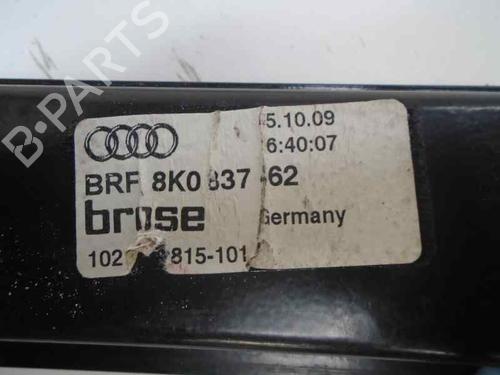 B-PARTS
5.10.09
6:40:07
BRF 8K0 837 62
brose Germany
102 815-101